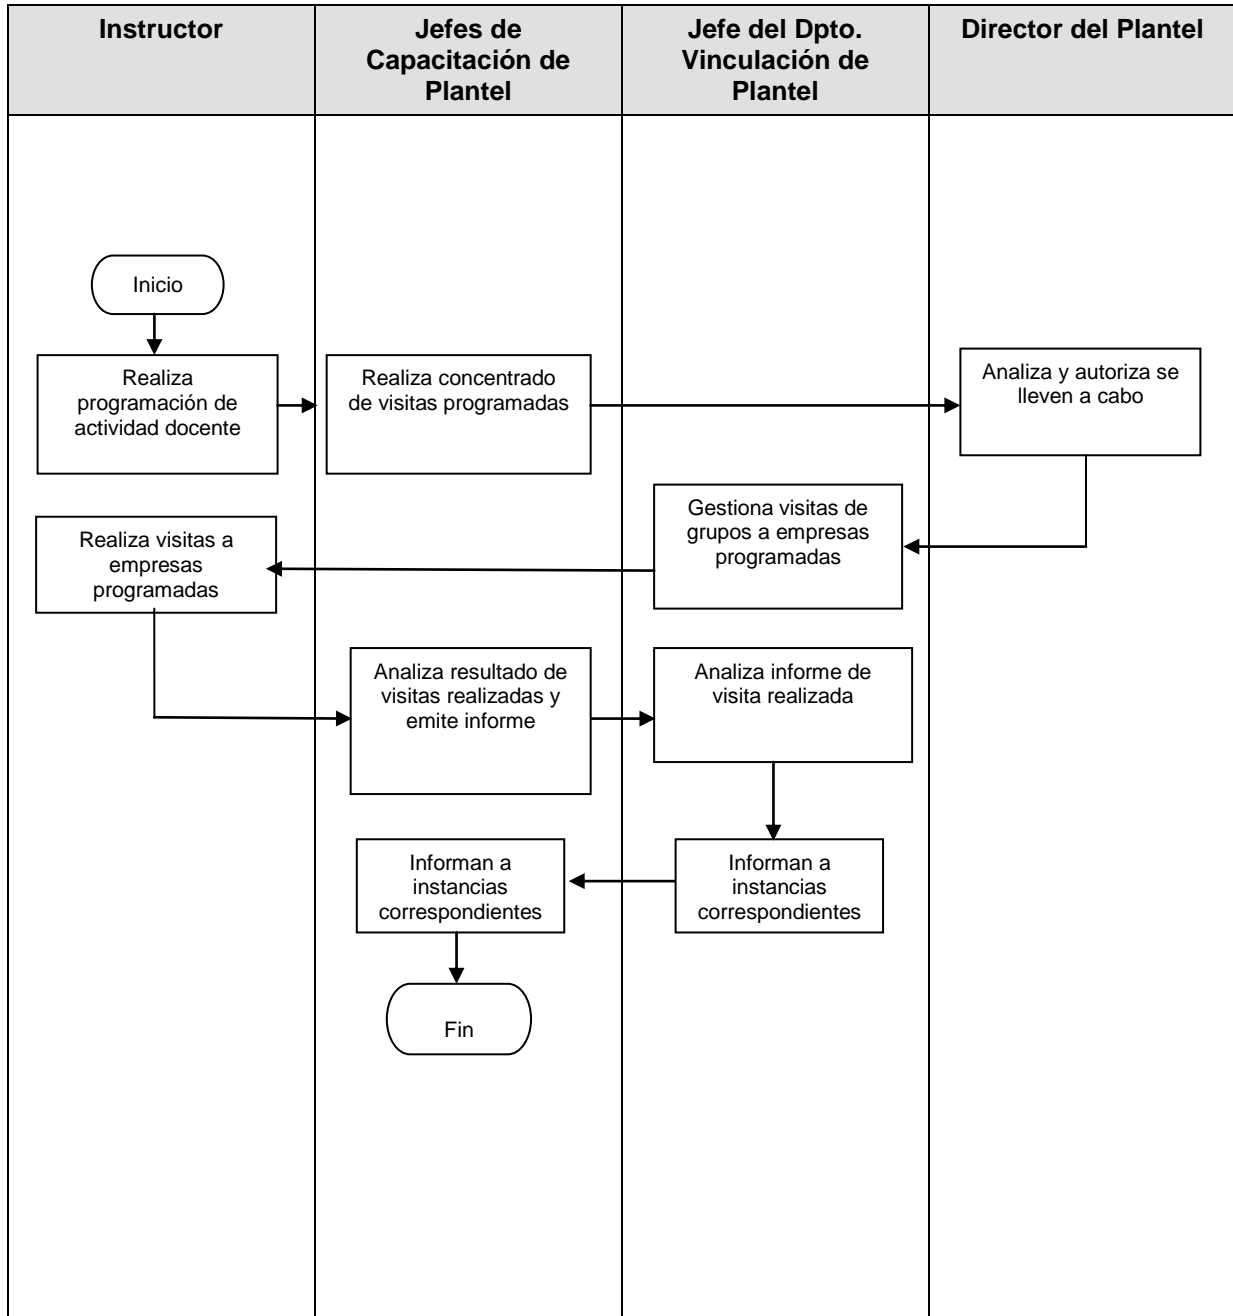 Instructor
Jefes de
Capacitación de
Plantel
Jefe del Dpto.
Vinculación de
Plantel
Director del Plantel
Inicio
Realiza
programación de
actividad docente
Realiza concentrado
de visitas programadas
Analiza y autoriza se
lleven a cabo
Gestiona visitas de
grupos a empresas
programadas
Realiza visitas a
empresas
programadas
Analiza resultado de
visitas realizadas y
emite informe
Analiza informe de
visita realizada
Informan a
instancias
correspondientes
Informan a
instancias
correspondientes
Fin